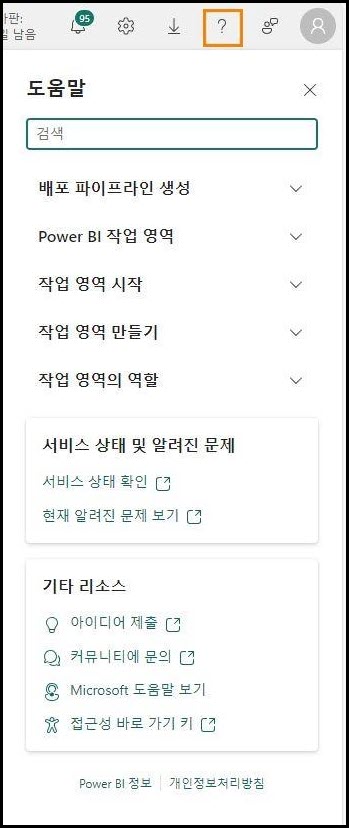 가판:
일 남음
95
?
도움말
검색
배포 파이프라인 생성
Power BI 작업 영역
작업 영역 시작
작업 영역 만들기
작업 영역의 역할
서비스 상태 및 알려진 문제
서비스 상태 확인
현재 알려진 문제 보기
기타 리소스
아이디어 제출
커뮤니티에 문의
Microsoft 도움말 보기
접근성 바로 가기 키
Power BI 정보 개인정보처리방침